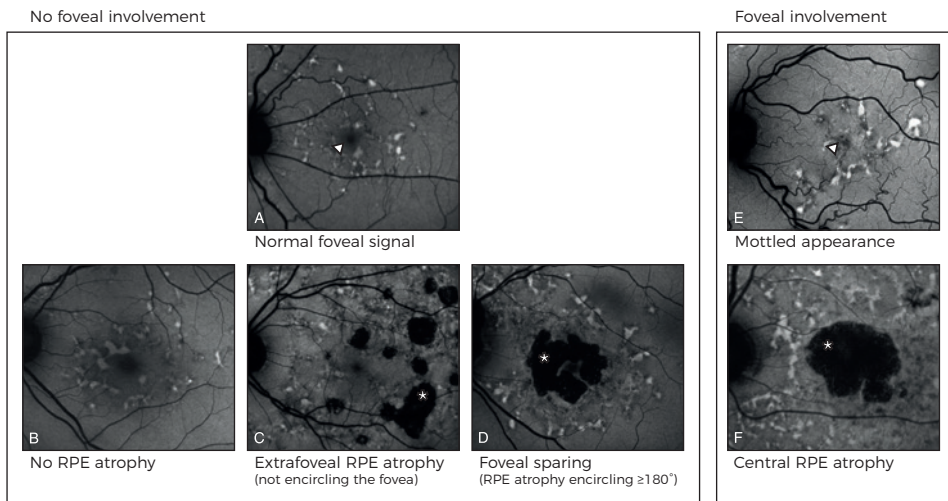 No foveal involvement
Foveal involvement
A
Normal foveal signal
E
Mottled appearance
B
No RPE atrophy
C
Extrafoveal RPE atrophy
(not encircling the fovea)
D
Foveal sparing
(RPE atrophy encircling ≥180°)
F
Central RPE atrophy